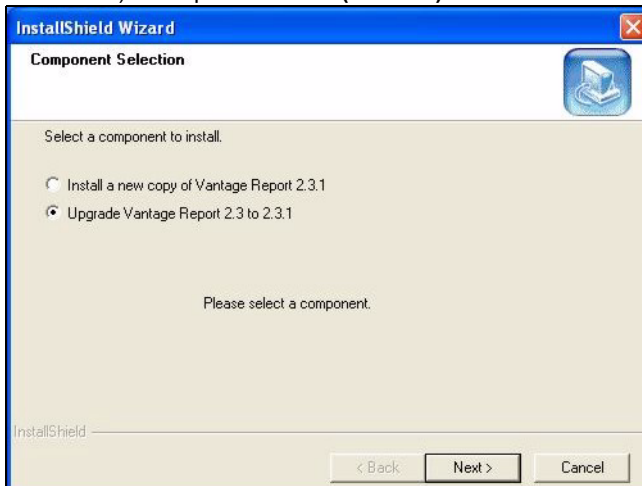 InstallShield Wizard
Component Selection
Select a component to install.
Install a new copy of Vantage Report 2.3.1
Upgrade Vantage Report 2.3 to 2.3.1
Please select a component.
InstallShield
< Back
Next >
Cancel